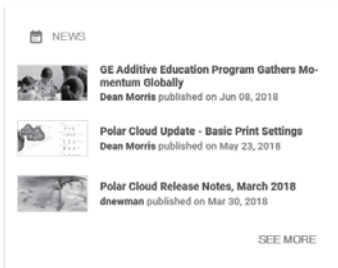 NEWS
GE Additive Education Program Gathers Mo-
mentum Globally
Dean Morris published on Jun 08, 2018
Polar Cloud Update - Basic Print Settings
Dean Morris published on May 23, 2018
Polar Cloud Release Notes, March 2018
dnewman published on Mar 30, 2018
SEE MORE